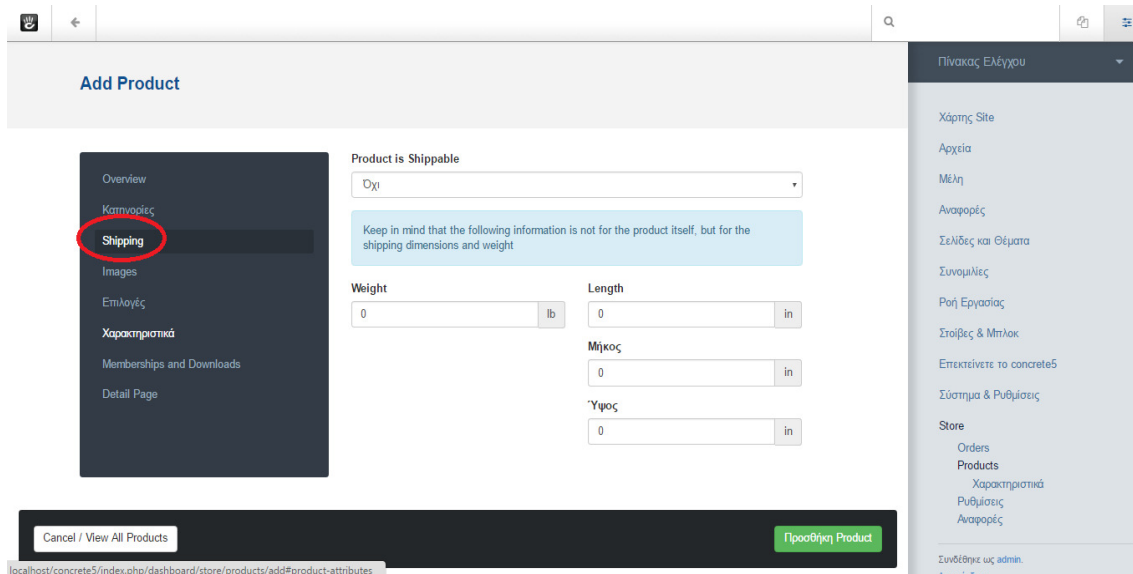 Πίνακας Ελέγχου
Add Product
Χάρτης Site
Αρχεία
Μέλη
Αναφορές
Σελίδες και Θέματα
Συνομιλίες
Ροή Εργασίας
Στοίβες & Μπλοκ
Επεκτείνετε το concrete5
Σύστημα & Ρυθμίσεις
Store
Orders
Products
Χαρακτηριστικά
Ρυθμίσεις
Αναφορές
Συνδέθηκε ως admin.
Overview
Κατηγορίες
Shipping
Images
Επιλογές
Χαρακτηριστικά
Memberships and Downloads
Detail Page
Product is Shippable
Όχι
Keep in mind that the following information is not for the product itself, but for the
shipping dimensions and weight
Weight
0 lb
Length
0 in
Μήκος
0 in
Ύψος
0 in
Cancel / View All Products
Προσθήκη Product
localhost/concrete5/index.php/dashboard/store/products/add#product-attributes